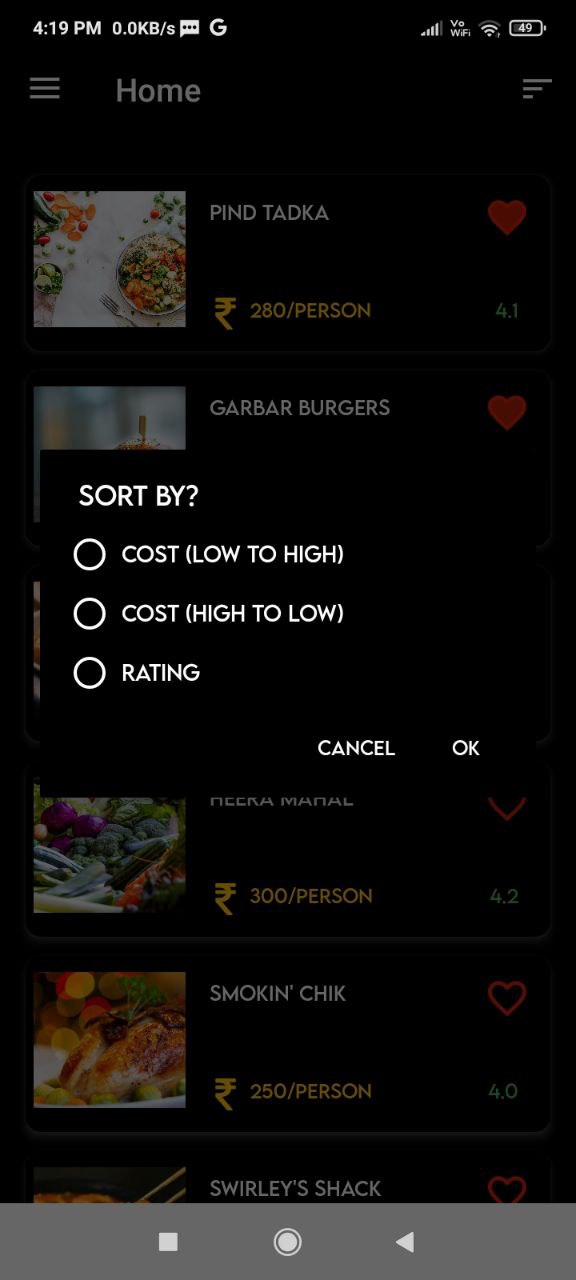 4:19 PM 0.0KB/s G Vo WiFi 49
Home
PIND TADKA
₹ 280/PERSON 4.1
GARBAR BURGERS
SORT BY?
COST (LOW TO HIGH)
COST (HIGH TO LOW)
RATING
CANCEL OK
HEERA MAHAL
₹ 300/PERSON 4.2
SMOKIN' CHIK
₹ 250/PERSON 4.0
SWIRLEY'S SHACK